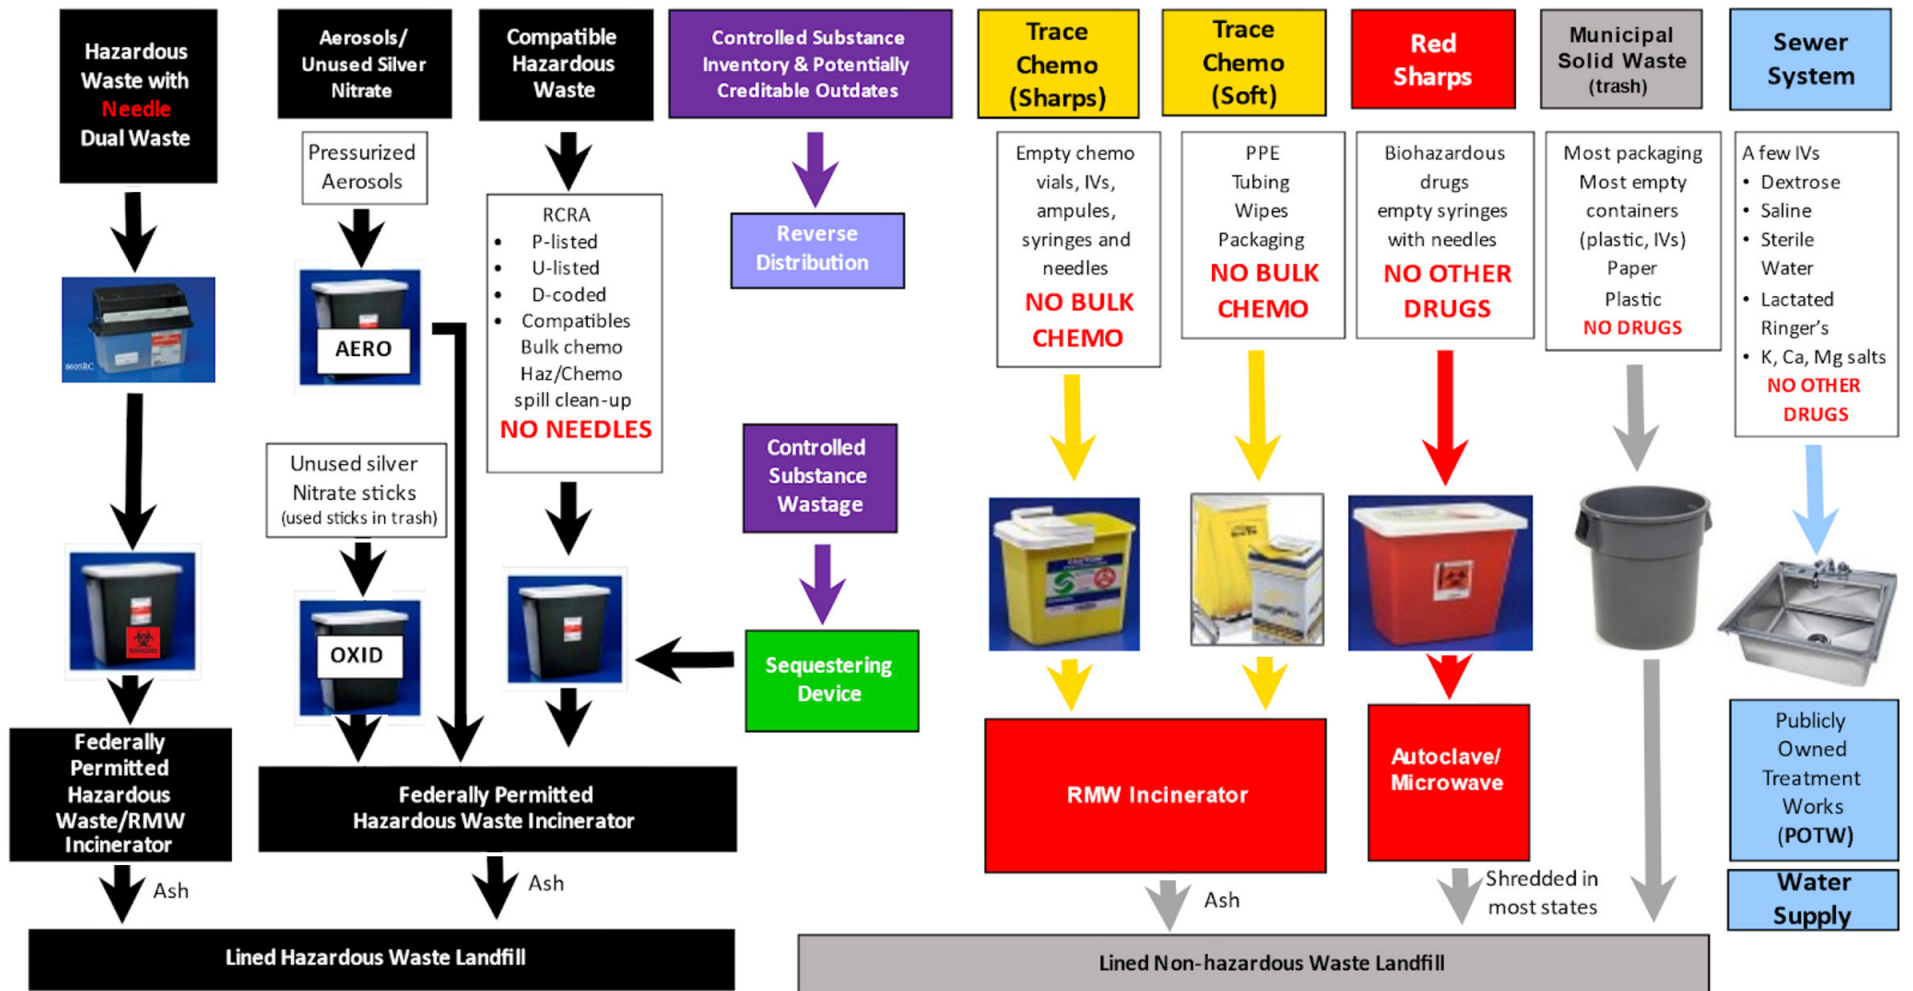 Hazardous
Waste with
Needle
Dual Waste
Aerosols/
Unused Silver
Nitrate
Compatible
Hazardous
Waste
Controlled Substance
Inventory & Potentially
Creditable Outdates
Trace
Chemo
(Sharps)
Trace
Chemo
(Soft)
Red
Sharps
Municipal
Solid Waste
(trash)
Sewer
System
Pressurized
Aerosols
AERO
Unused silver
Nitrate sticks
(used sticks in trash)
OXID
RCRA
• P-listed
• U-listed
• D-coded
• Compatibles
Bulk chemo
Haz/Chemo
spill clean-up
NO NEEDLES
Reverse
Distribution
Controlled
Substance
Wastage
Sequestering
Device
Empty chemo
vials, IVs,
ampules,
syringes and
needles
NO BULK
CHEMO
PPE
Tubing
Wipes
Packaging
NO BULK
CHEMO
Biohazardous
drugs
empty syringes
with needles
NO OTHER
DRUGS
Most packaging
Most empty
containers
(plastic, IVs)
Paper
Plastic
NO DRUGS
A few IVs
• Dextrose
• Saline
• Sterile
Water
• Lactated
Ringer's
• K, Ca, Mg salts
NO OTHER
DRUGS
Federally
Permitted
Hazardous
Waste/RMW
Incinerator
Federally Permitted
Hazardous Waste Incinerator
RMW Incinerator
Autoclave/
Microwave
Publicly
Owned
Treatment
Works
(POTW)
Water
Supply
Ash
Ash
Ash
Shredded in
most states
Lined Hazardous Waste Landfill
Lined Non-hazardous Waste Landfill